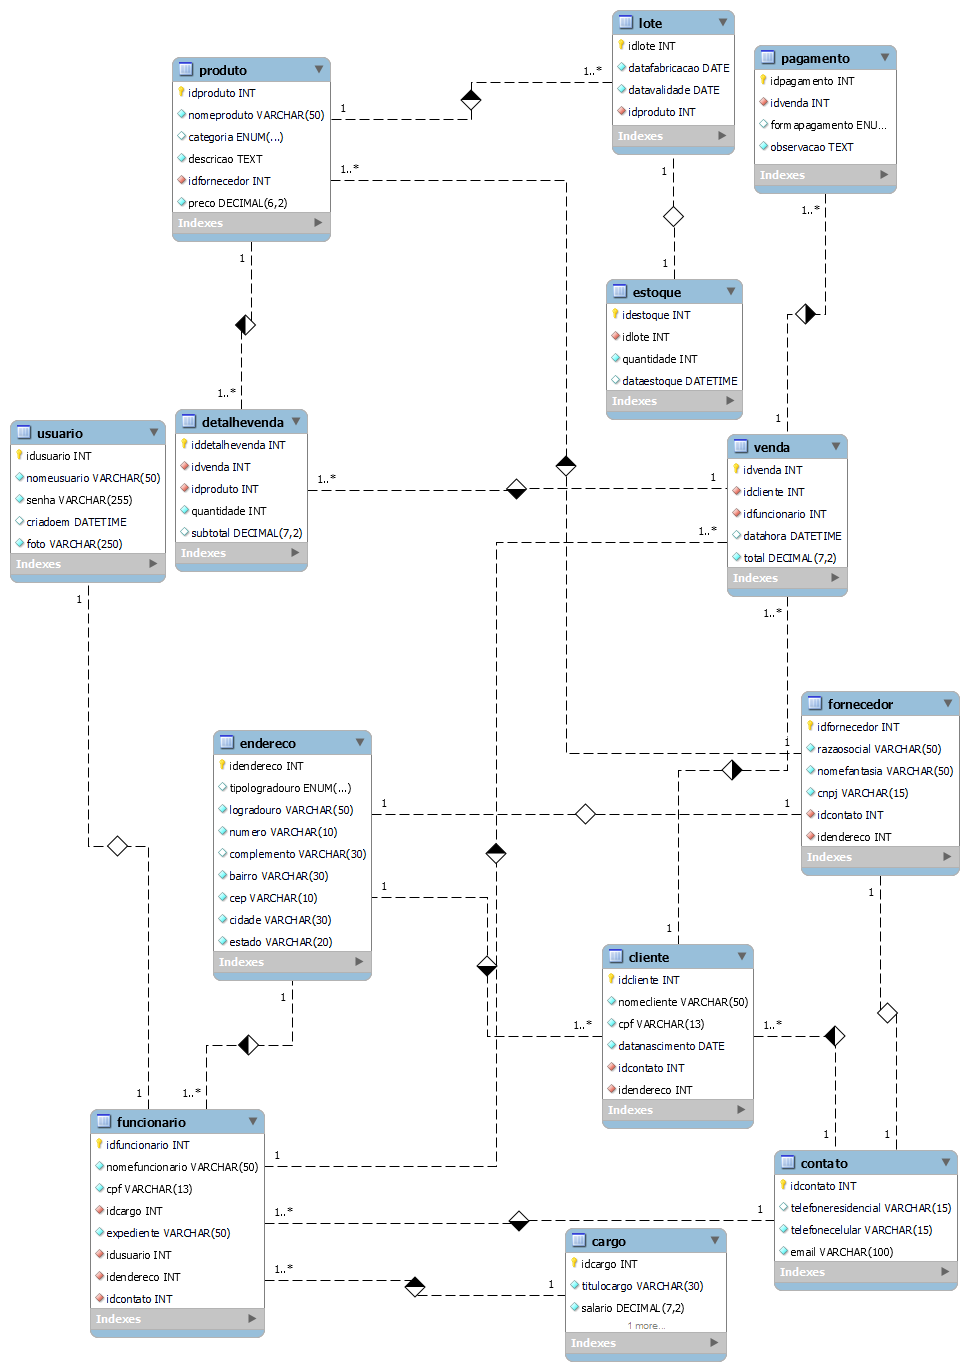 lote
idlote INT
datafabricacao DATE
datavalidade DATE
idproduto INT
Indexes
pagamento
idpagamento INT
idvenda INT
formapagamento ENU...
observacao TEXT
Indexes
produto
idproduto INT
nomeproduto VARCHAR(50)
categoria ENUM(...)
descricao TEXT
idfornecedor INT
preco DECIMAL(6,2)
Indexes
1
1..*
1..*
1
1
1..*
1
1..*
1
estoque
idestoque INT
idlote INT
quantidade INT
dataestoque DATETIME
Indexes
usuario
idusuario INT
nomeusuario VARCHAR(50)
senha VARCHAR(255)
criadoem DATETIME
foto VARCHAR(250)
Indexes
detalhevenda
iddetalhevenda INT
idvenda INT
idproduto INT
quantidade INT
subtotal DECIMAL(7,2)
Indexes
venda
idvenda INT
idcliente INT
idfuncionario INT
datahora DATETIME
total DECIMAL(7,2)
Indexes
1..*
1
1..*
1
1..*
fornecedor
idfornecedor INT
razaosocial VARCHAR(50)
nomefantasia VARCHAR(50)
cnpj VARCHAR(15)
idcontato INT
idendereco INT
Indexes
endereco
idendereco INT
tipologradouro ENUM(...)
logradouro VARCHAR(50)
numero VARCHAR(10)
complemento VARCHAR(30)
bairro VARCHAR(30)
cep VARCHAR(10)
cidade VARCHAR(30)
estado VARCHAR(20)
Indexes
1
1
1
1
1
1
1
cliente
idcliente INT
nomecliente VARCHAR(50)
cpf VARCHAR(13)
datanascimento DATE
idcontato INT
idendereco INT
Indexes
1..*
1..*
1
1..*
1
1
funcionario
idfuncionario INT
nomefuncionario VARCHAR(50)
cpf VARCHAR(13)
idcargo INT
expediente VARCHAR(50)
idusuario INT
idendereco INT
idcontato INT
Indexes
1
1..*
1
1..*
1
contato
idcontato INT
telefoneresidencial VARCHAR(15)
telefonecelular VARCHAR(15)
email VARCHAR(100)
Indexes
cargo
idcargo INT
titulocargo VARCHAR(30)
salario DECIMAL(7,2)
1 more...
Indexes